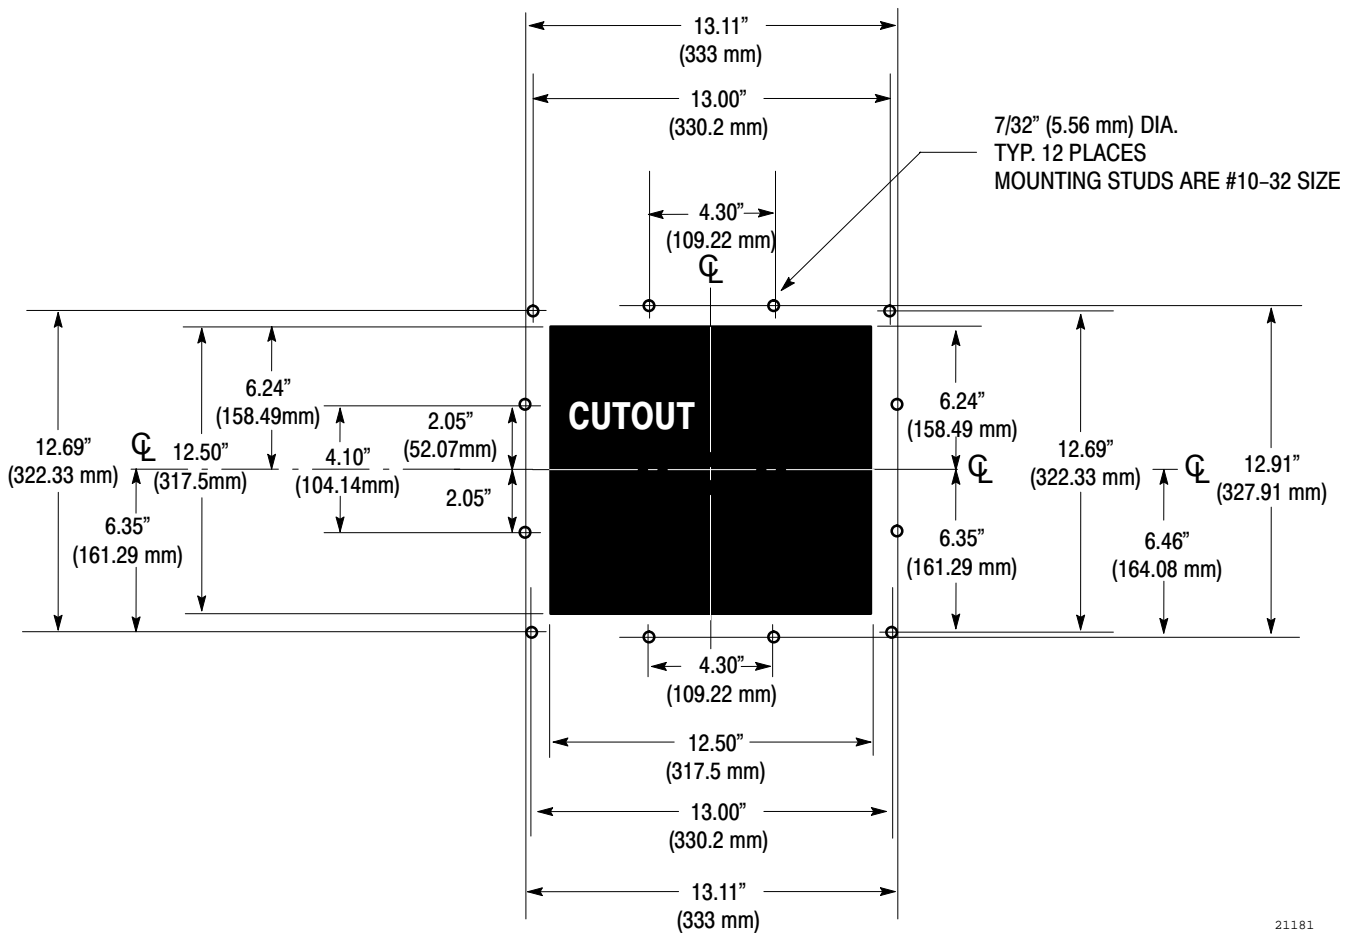 13.11”
(333 mm)
13.00”
(330.2 mm)
7/32” (5.56 mm) DIA.
TYP. 12 PLACES
MOUNTING STUDS ARE #10–32 SIZE
4.30”
(109.22 mm)
℄
6.24”
(158.49mm)
2.05”
(52.07mm)
CUTOUT
6.24”
(158.49 mm)
12.69”
(322.33 mm)
℄
12.50”
(317.5mm)
4.10”
(104.14mm)
℄
12.69”
(322.33 mm)
℄
12.91”
(327.91 mm)
2.05”
6.35”
(161.29 mm)
6.35”
(161.29 mm)
6.46”
(164.08 mm)
4.30”
(109.22 mm)
12.50”
(317.5 mm)
13.00”
(330.2 mm)
13.11”
(333 mm)
21181